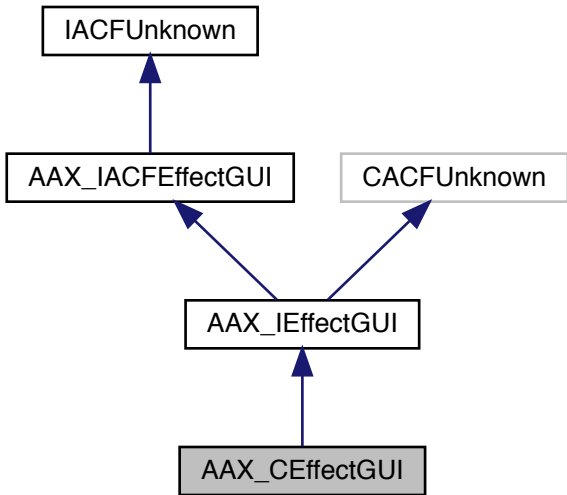 IACFUnknown
AAX_IACFEffectGUI
CACFUnknown
AAX_IEffectGUI
AAX_CEffectGUI